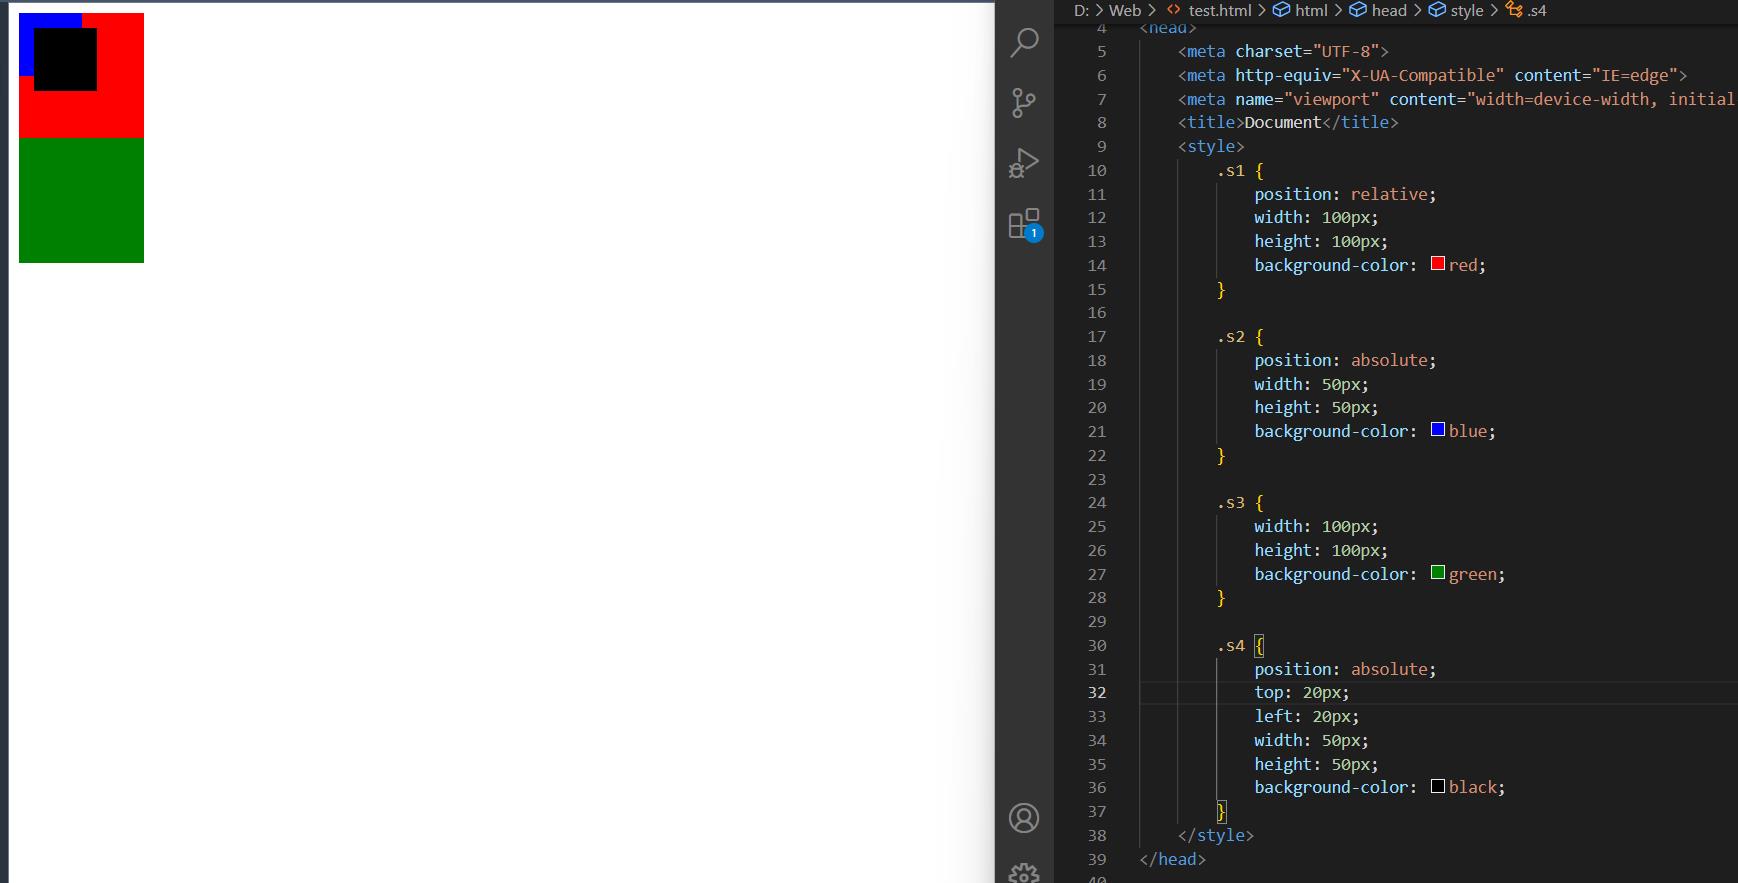 D: > Web > <> test.html > html > head > style > .s4
4 <head>
5 <meta charset="UTF-8">
6 <meta http-equiv="X-UA-Compatible" content="IE=edge">
7 <meta name="viewport" content="width=device-width, initial
8 <title>Document</title>
9 <style>
10 .s1 {
11 position: relative;
12 width: 100px;
13 height: 100px;
14 background-color: red;
15 }
16
17 .s2 {
18 position: absolute;
19 width: 50px;
20 height: 50px;
21 background-color: blue;
22 }
23
24 .s3 {
25 width: 100px;
26 height: 100px;
27 background-color: green;
28 }
29
30 .s4 {
31 position: absolute;
32 top: 20px;
33 left: 20px;
34 width: 50px;
35 height: 50px;
36 background-color: black;
37 }
38 </style>
39 </head>
40
1